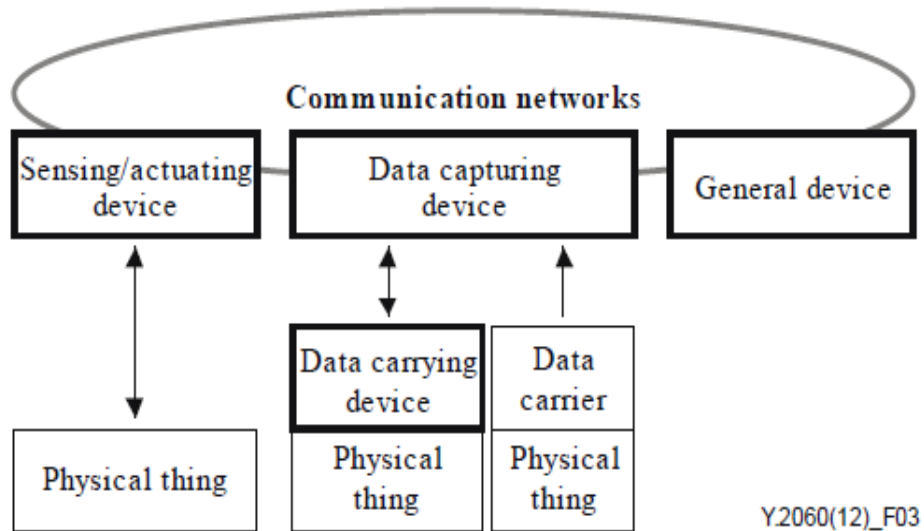 Communication networks
Sensing/actuating
device
Data capturing
device
General device
Data carrying
device
Data
carrier
Physical thing
Physical
thing
Physical
thing
Y.2060(12)_F03